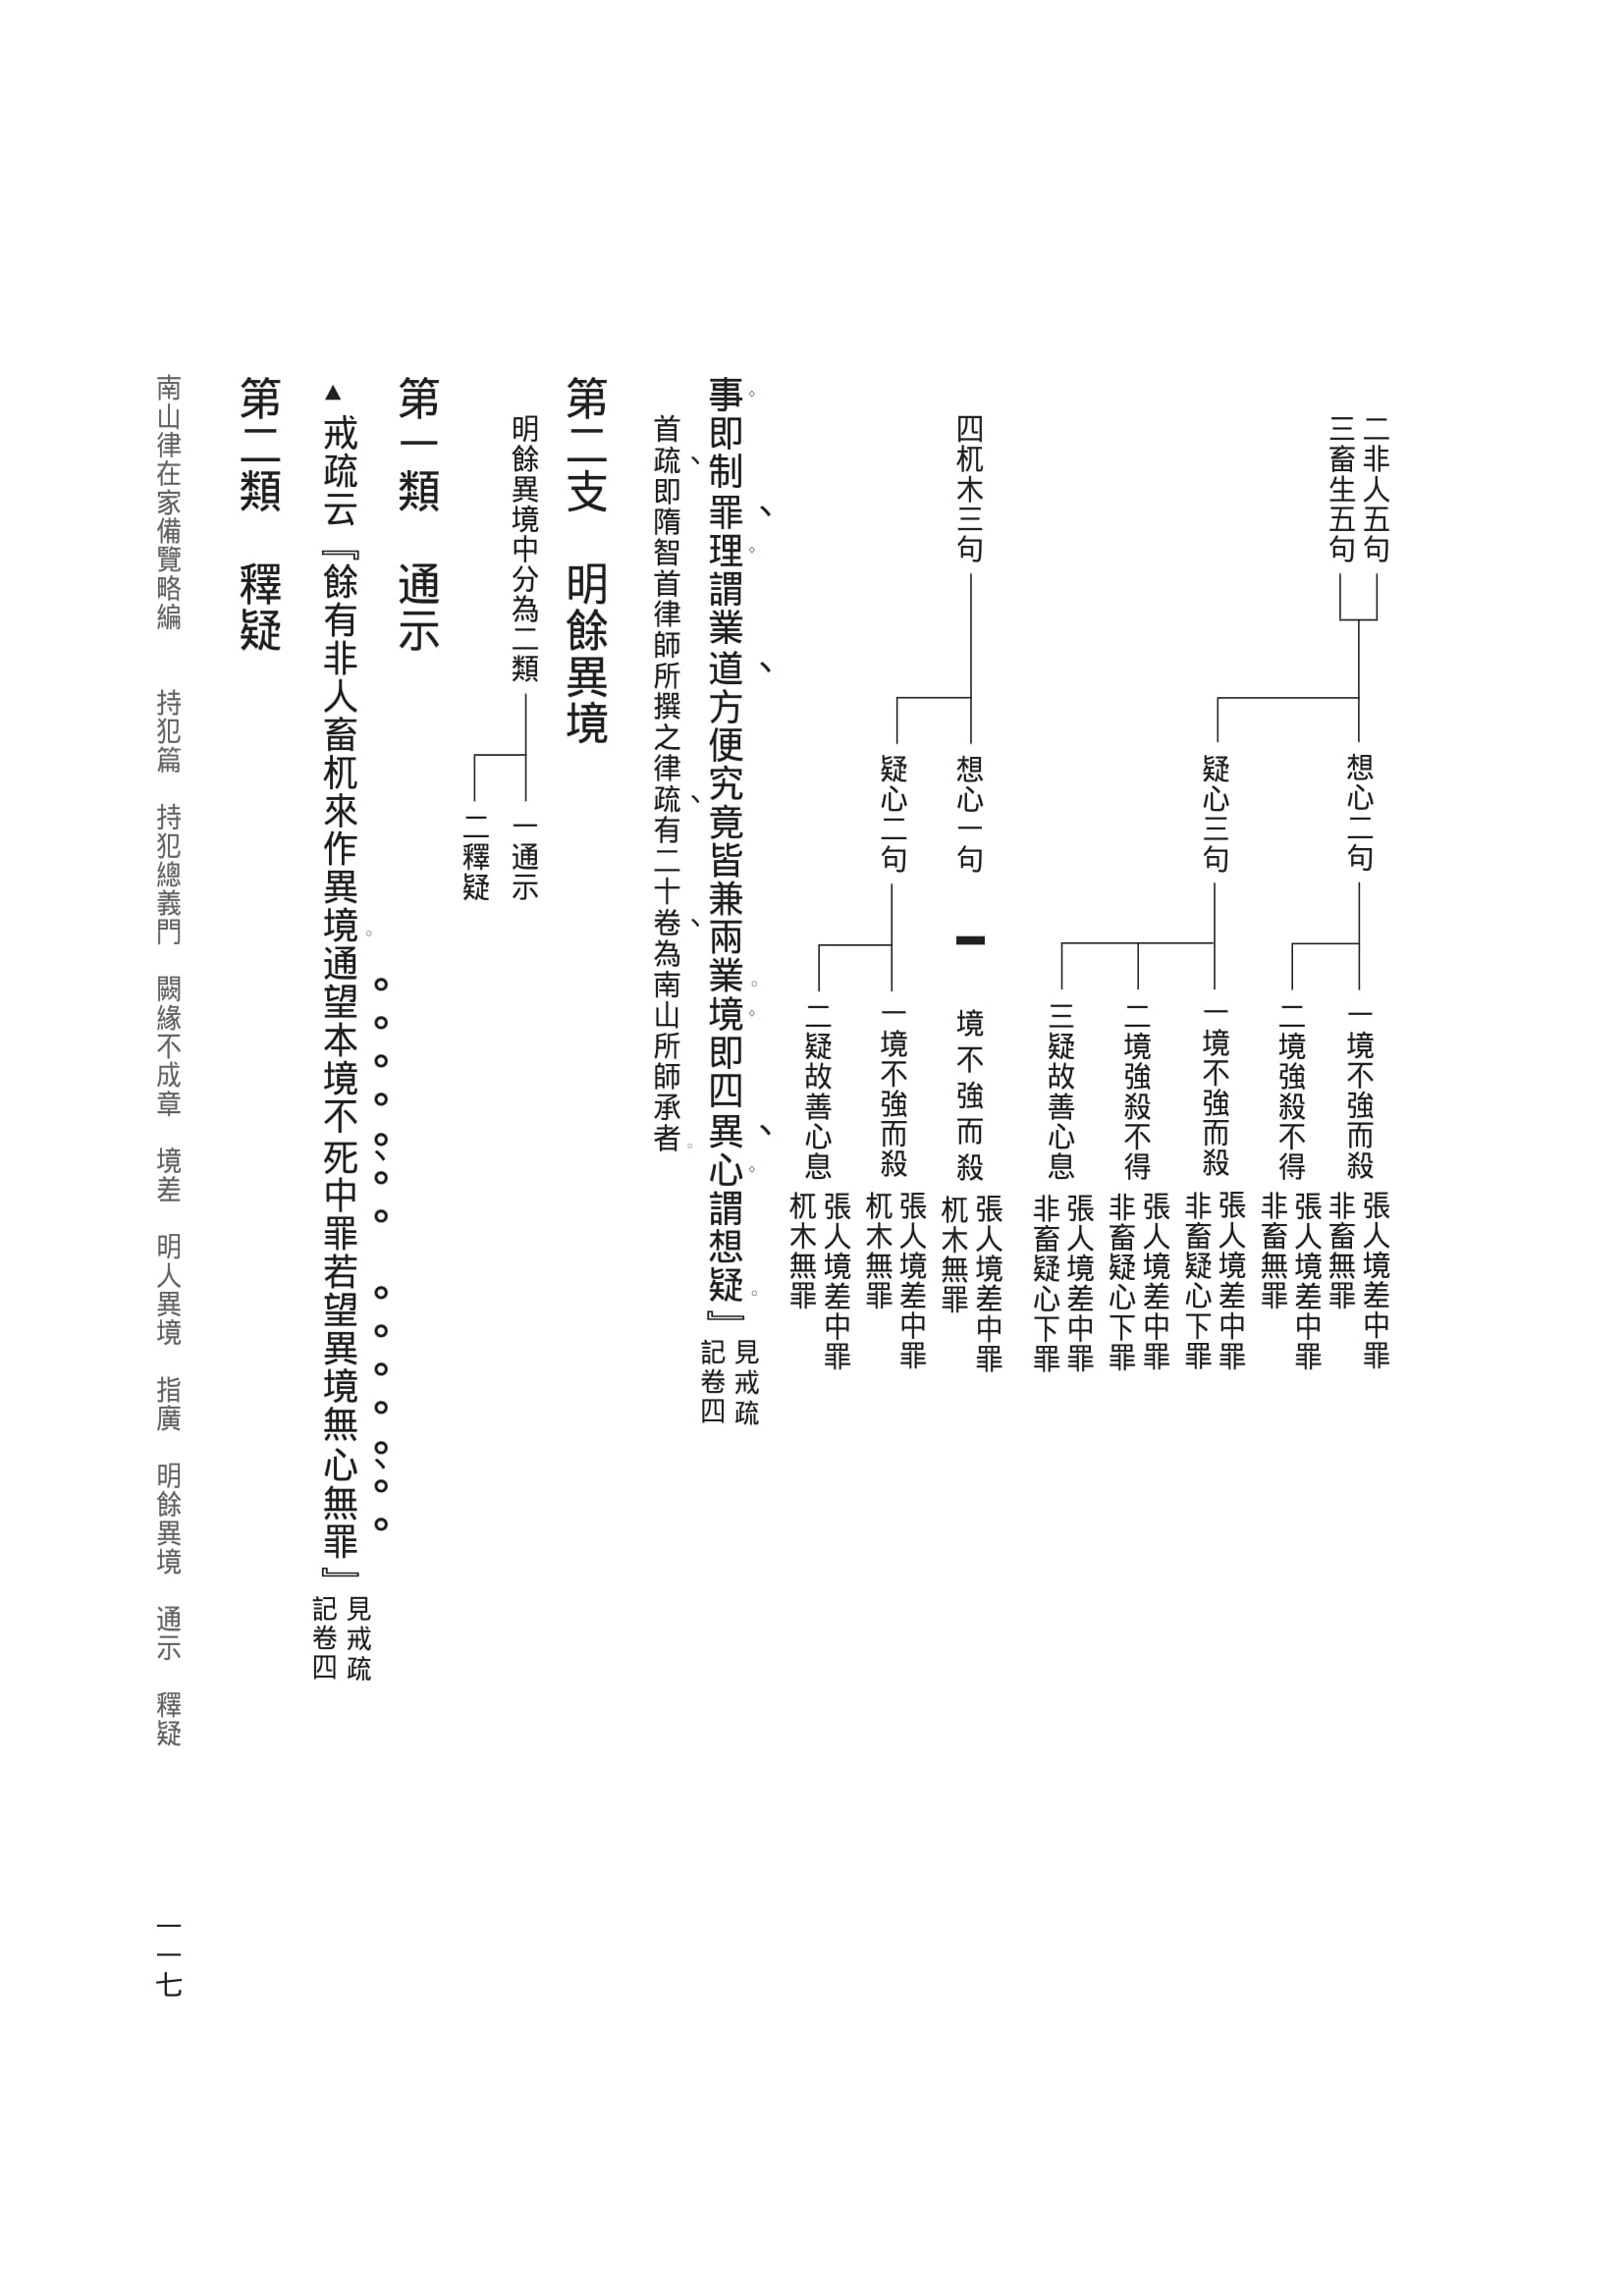 二非人五句
三畜生五句
想心二句
一境不強而殺
張人境差中罪
非畜無罪
二境強殺不得
張人境差中罪
非畜無罪
疑心三句
一境不強而殺
張人境差中罪
非畜疑心下罪
二境強殺不得
張人境差中罪
非畜疑心下罪
三疑故善心息
張人境差中罪
非畜疑心下罪
四杌木三句
想心一句
境不強而殺
張人境差中罪
杌木無罪
疑心二句
一境不強而殺
張人境差中罪
杌木無罪
二疑故善心息
張人境差中罪
杌木無罪
事即制罪、理謂業道、方便究竟皆兼兩業。境即四異、心謂想疑。』
見戒疏
記卷四
首疏、即隋智首律師所撰之律疏、有二十卷、為南山所師承者。
第二支　明餘異境
明餘異境中分為二類
一通示
二釋疑
第一類　通示
▲戒疏云『餘有非人畜杌來作異境。通望本境不死、中罪若望異境無心、無罪』
見戒疏
記卷四
第二類　釋疑
南山律在家備覽略編　持犯篇　持犯總義門　闕緣不成章　境差　明人異境　指廣　明餘異境　通示　釋疑
一一七